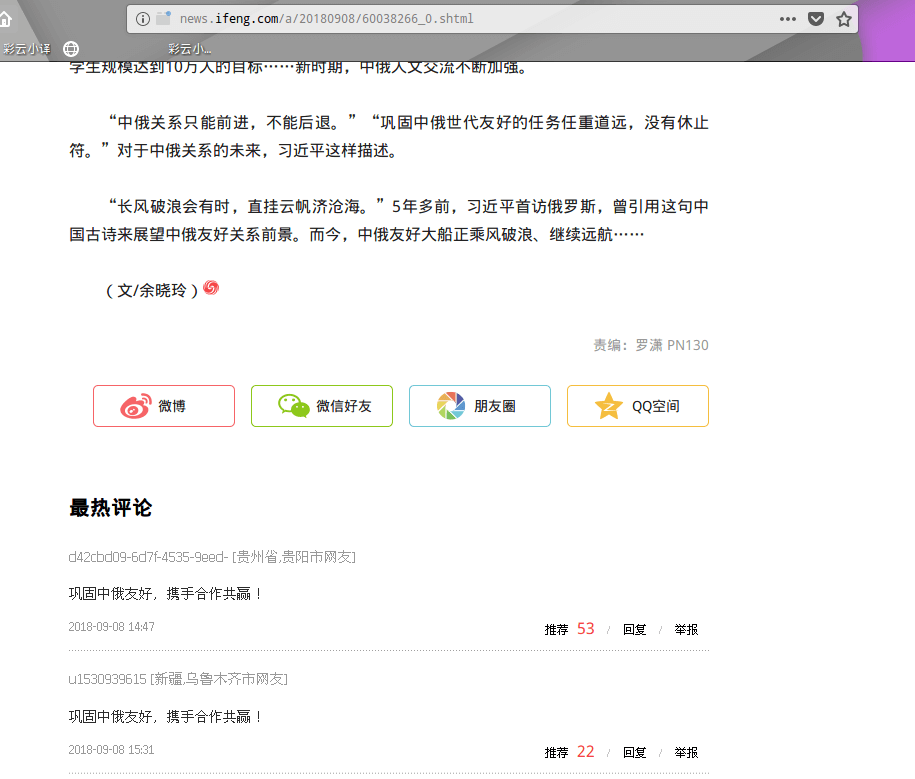 news.ifeng.com/a/20180908/60038266_0.shtml
彩云小译 彩云小...
学生规模达到10万人的目标……新时期，中俄人文交流不断加强。
“中俄关系只能前进，不能后退。”“巩固中俄世代友好的任务任重道远，没有休止
符。”对于中俄关系的未来，习近平这样描述。
“长风破浪会有时，直挂云帆济沧海。”5年多前，习近平首访俄罗斯，曾引用这句中
国古诗来展望中俄友好关系前景。而今，中俄友好大船正乘风破浪、继续远航……
（文/余晓玲）
责编：罗潇 PN130
微博 微信好友 朋友圈 QQ空间
最热评论
d42cbd09-6d7f-4535-9eed- [贵州省,贵阳市网友]
巩固中俄友好，携手合作共赢！
2018-09-08 14:47 推荐 53 / 回复 / 举报
u1530939615 [新疆,乌鲁木齐市网友]
巩固中俄友好，携手合作共赢！
2018-09-08 15:31 推荐 22 / 回复 / 举报